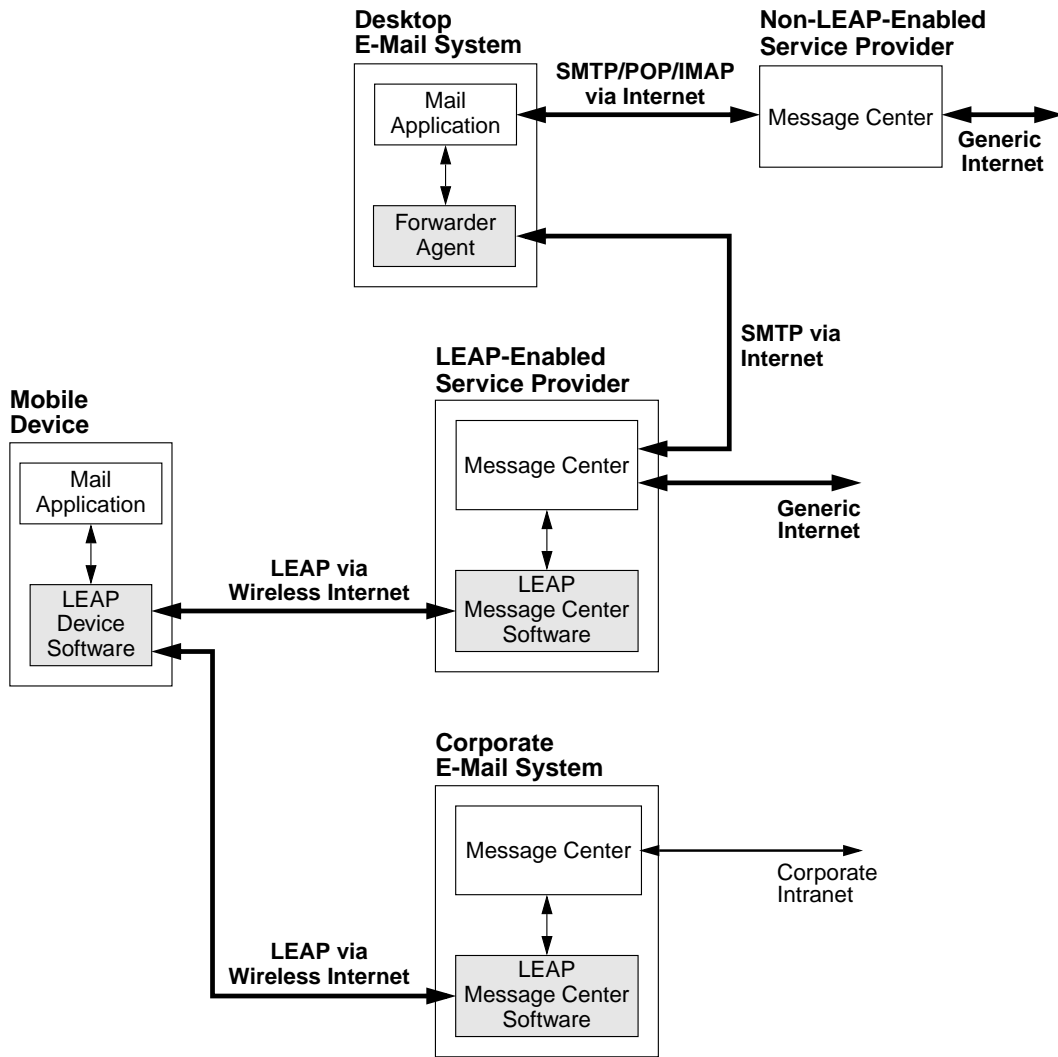 Desktop
E-Mail System
Non-LEAP-Enabled
Service Provider
SMTP/POP/IMAP
via Internet
Mail
Application
Message Center
Generic
Internet
Forwarder
Agent
SMTP via
Internet
LEAP-Enabled
Service Provider
Mobile
Device
Message Center
Mail
Application
Generic
Internet
LEAP via
Wireless Internet
LEAP
Device
Software
LEAP
Message Center
Software
Corporate
E-Mail System
Message Center
Corporate
Intranet
LEAP via
Wireless Internet
LEAP
Message Center
Software